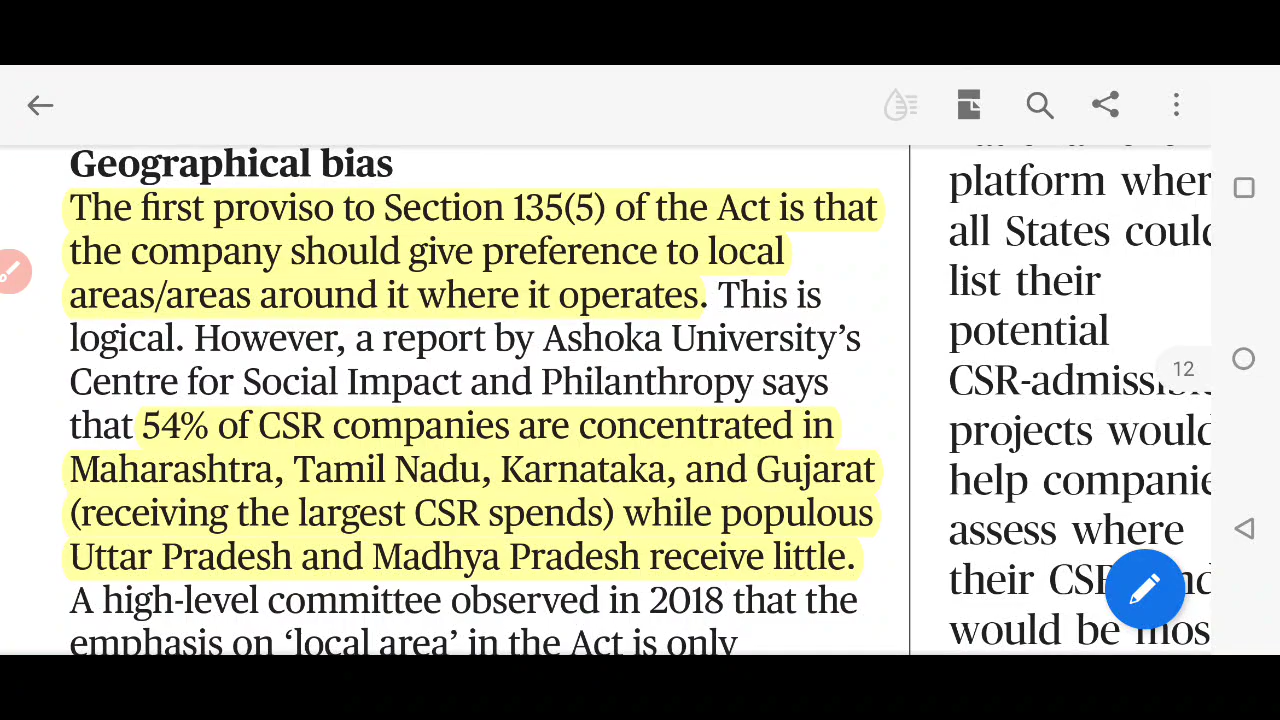 Geographical bias
The first proviso to Section 135(5) of the Act is that
the company should give preference to local
areas/areas around it where it operates. This is
logical. However, a report by Ashoka University's
Centre for Social Impact and Philanthropy says
that 54% of CSR companies are concentrated in
Maharashtra, Tamil Nadu, Karnataka, and Gujarat
(receiving the largest CSR spends) while populous
Uttar Pradesh and Madhya Pradesh receive little.
A high-level committee observed in 2018 that the
emphasis on ‘local area’ in the Act is only
platform wher
all States could
list their
potential
12
projects would
help companie
assess where
their
would be mos